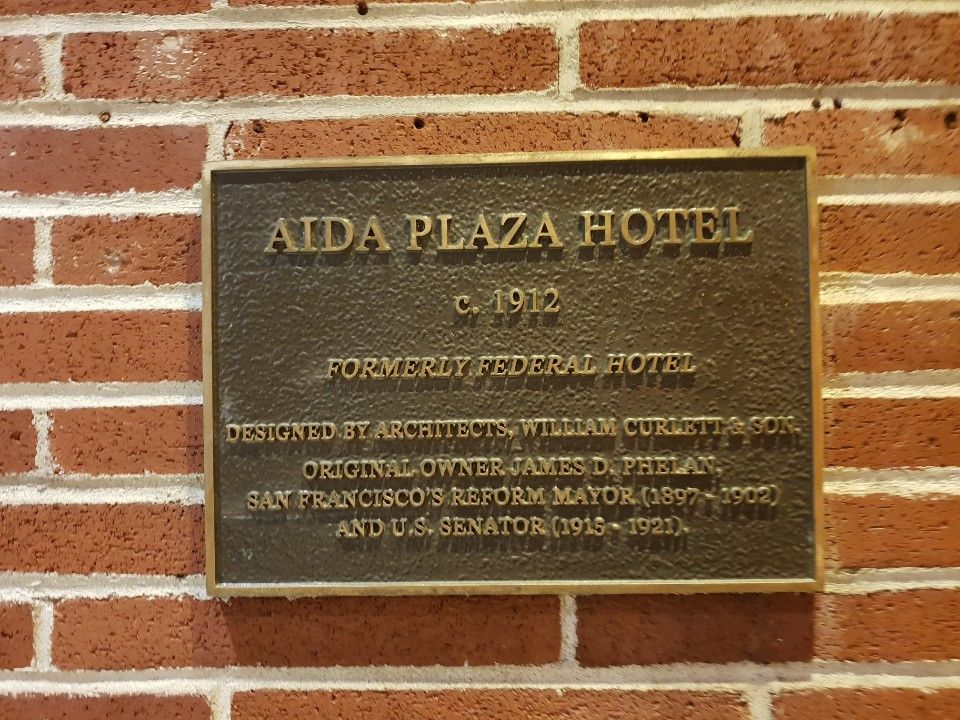 AIDA PLAZA HOTEL
c. 1912
FORMERLY FEDERAL HOTEL
DESIGNED BY ARCHITECTS, WILLIAM CURLETT & SON.
ORIGINAL OWNER JAMES D. PHELAN,
SAN FRANCISCO'S REFORM MAYOR (1897 - 1902)
AND U.S. SENATOR (1915 - 1921).